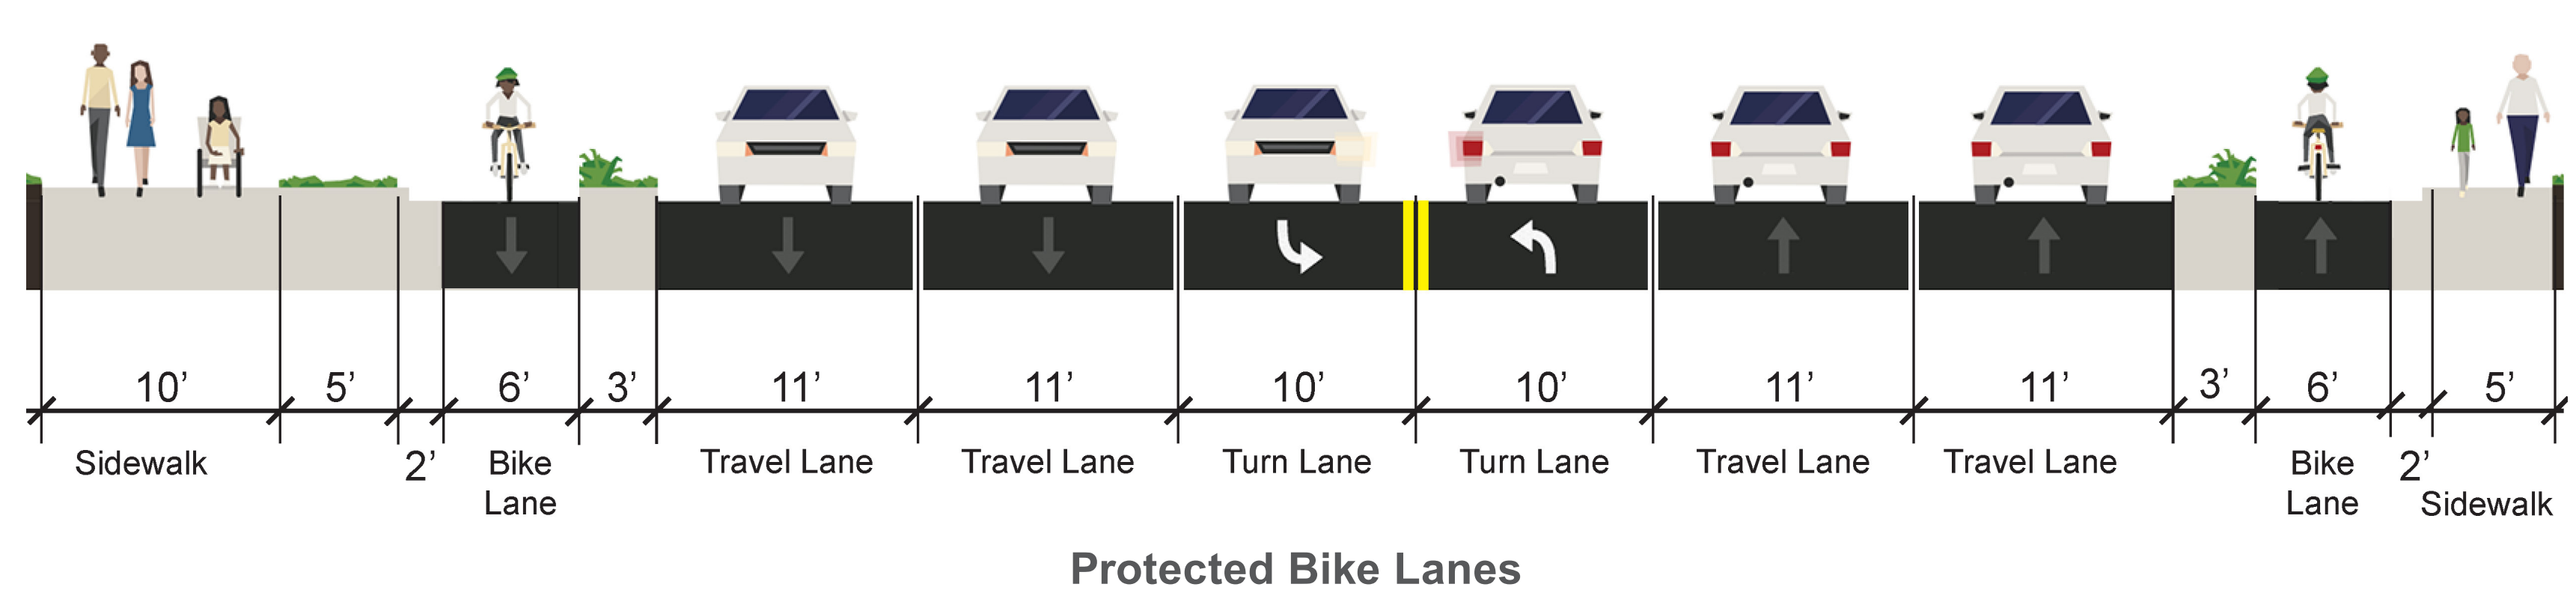 10’ 5’ 6’ 3’ 11’ 11’ 10’ 10’ 11’ 11’ 3’ 6’ 5’
Sidewalk 2’ Bike Travel Lane Travel Lane Turn Lane Turn Lane Travel Lane Travel Lane Bike 2’
Lane Lane Sidewalk
Protected Bike Lanes